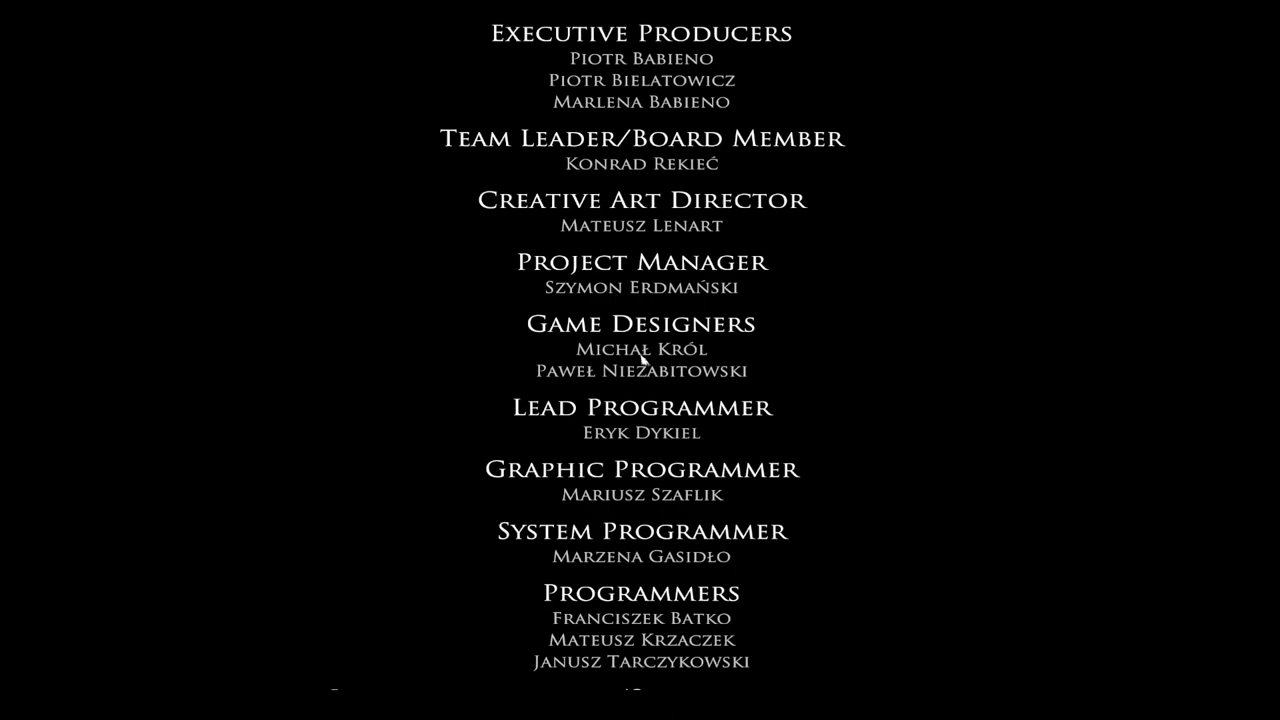 EXECUTIVE PRODUCERS
PIOTR BABIENO
PIOTR BIELATOWICZ
MARLENA BABIENO
TEAM LEADER/BOARD MEMBER
KONRAD REKIEĆ
CREATIVE ART DIRECTOR
MATEUSZ LENART
PROJECT MANAGER
SZYMON ERDMAŃSKI
GAME DESIGNERS
MICHAŁ KRÓL
PAWEŁ NIEZABITOWSKI
LEAD PROGRAMMER
ERYK DYKIEL
GRAPHIC PROGRAMMER
MARIUSZ SZAFLIK
SYSTEM PROGRAMMER
MARZENA GASIDŁO
PROGRAMMERS
FRANCISZEK BATKO
MATEUSZ KRZACZEK
JANUSZ TARCZYKOWSKI